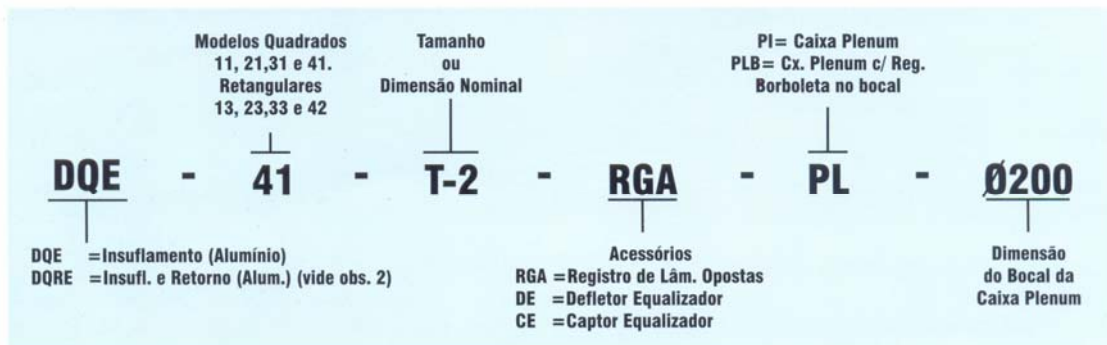 Modelos Quadrados
11, 21,31 e 41.
Retangulares
13, 23,33 e 42
Tamanho
ou
Dimensão Nominal
PI= Caixa Plenum
PLB= Cx. Plenum c/ Reg.
Borboleta no bocal
DQE - 41 - T-2 - RGA - PL - Ø200
DQE =Insuflamento (Alumínio)
DQRE =Insufl. e Retorno (Alum.) (vide obs. 2)
Acessórios
RGA =Registro de Lâm. Opostas
DE =Defletor Equalizador
CE =Captor Equalizador
Dimensão
do Bocal da
Caixa Plenum